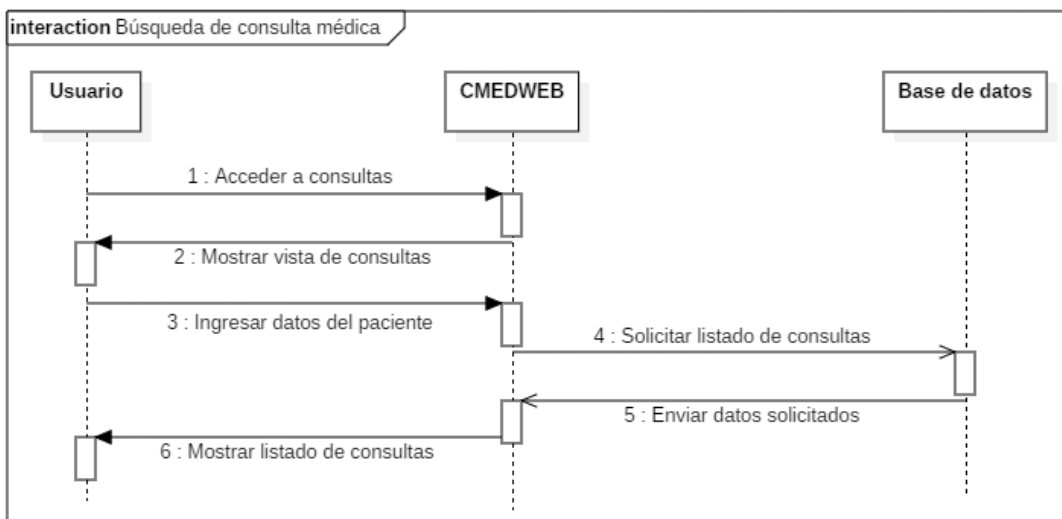 interaction Búsqueda de consulta médica
Usuario
CMEDWEB
Base de datos
1 : Acceder a consultas
2 : Mostrar vista de consultas
3 : Ingresar datos del paciente
4 : Solicitar listado de consultas
5 : Enviar datos solicitados
6 : Mostrar listado de consultas